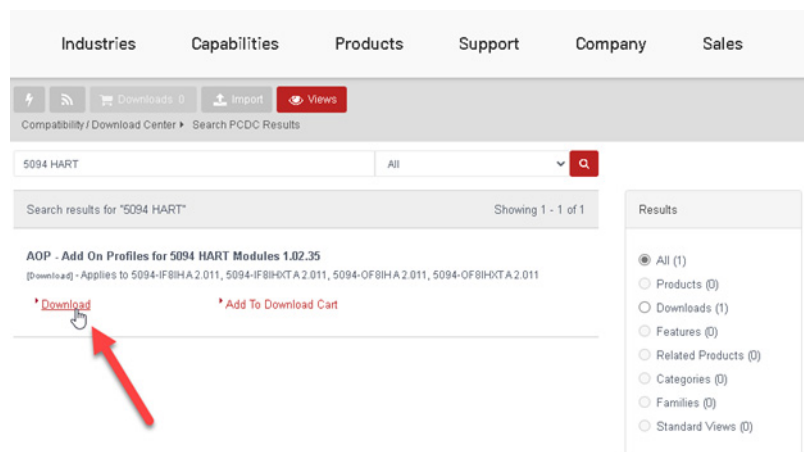 Industries Capabilities Products Support Company Sales
Downloads 0 Import Views
Compatibility / Download Center Search PCDC Results
5094 HART All
Search results for "5094 HART" Showing 1 - 1 of 1
AOP - Add On Profiles for 5094 HART Modules 1.02.35
[Download] - Applies to 5094-IF8IH A 2.011, 5094-IF8IHXT A 2.011, 5094-OF8IH A 2.011, 5094-OF8IHXT A 2.011
Download Add To Download Cart
Results
All (1)
Products (0)
Downloads (1)
Features (0)
Related Products (0)
Categories (0)
Families (0)
Standard Views (0)